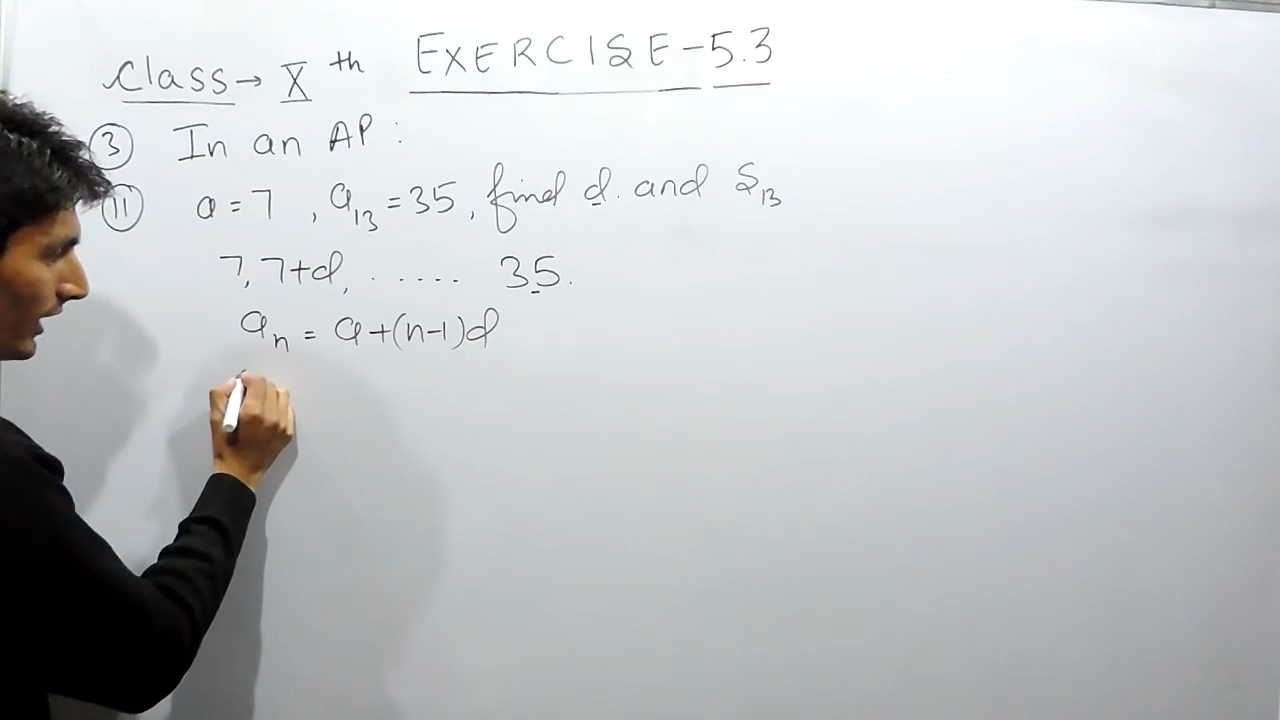 Class → X th EXERCISE-5.3
3 In an AP:
11 a = 7, a13 = 35, find d. and S13
7, 7+d, ..... 35.
an = a+(n-1)d